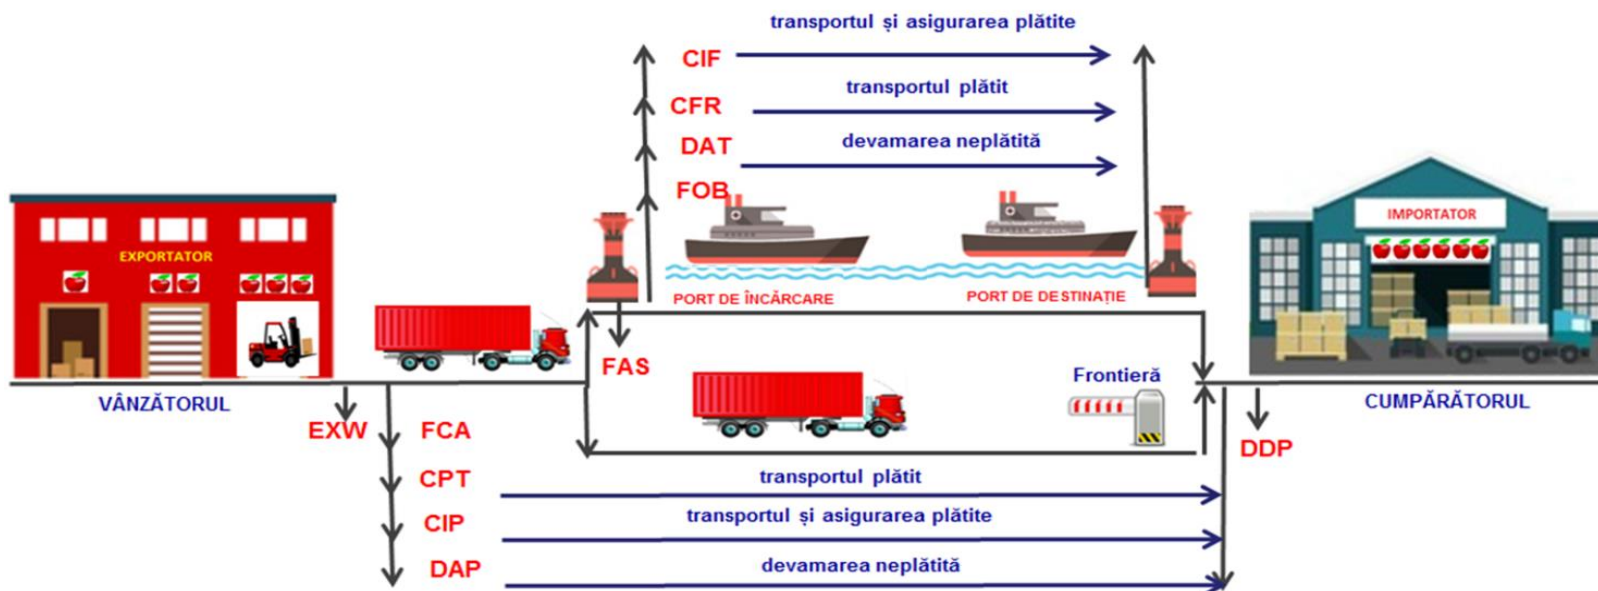 transportul și asigurarea plătite
CIF
transportul plătit
CFR
devamarea neplătită
DAT
FOB
EXPORTATOR
IMPORTATOR
PORT DE ÎNCĂRCARE
PORT DE DESTINAȚIE
FAS
Frontieră
VÂNZĂTORUL
CUMPĂRĂTORUL
EXW
FCA
DDP
CPT
transportul plătit
CIP
transportul și asigurarea plătite
DAP
devamarea neplătită